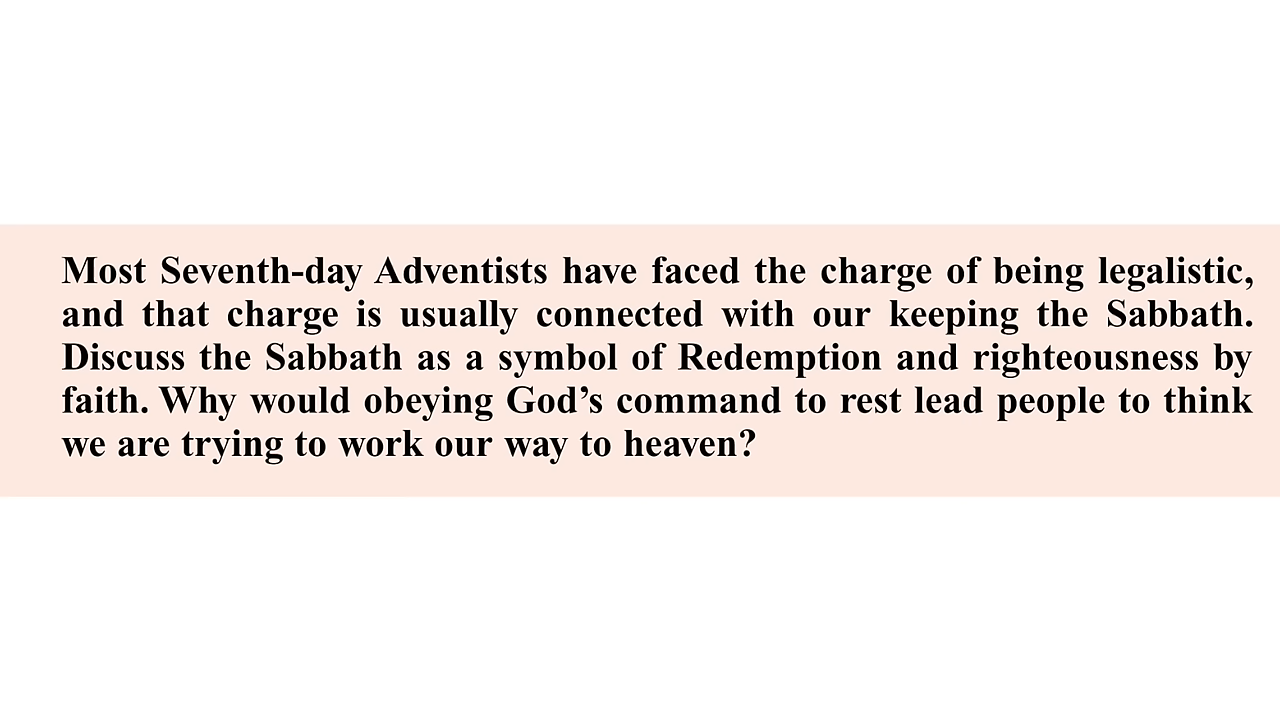 Most Seventh-day Adventists have faced the charge of being legalistic,
and that charge is usually connected with our keeping the Sabbath.
Discuss the Sabbath as a symbol of Redemption and righteousness by
faith. Why would obeying God’s command to rest lead people to think
we are trying to work our way to heaven?